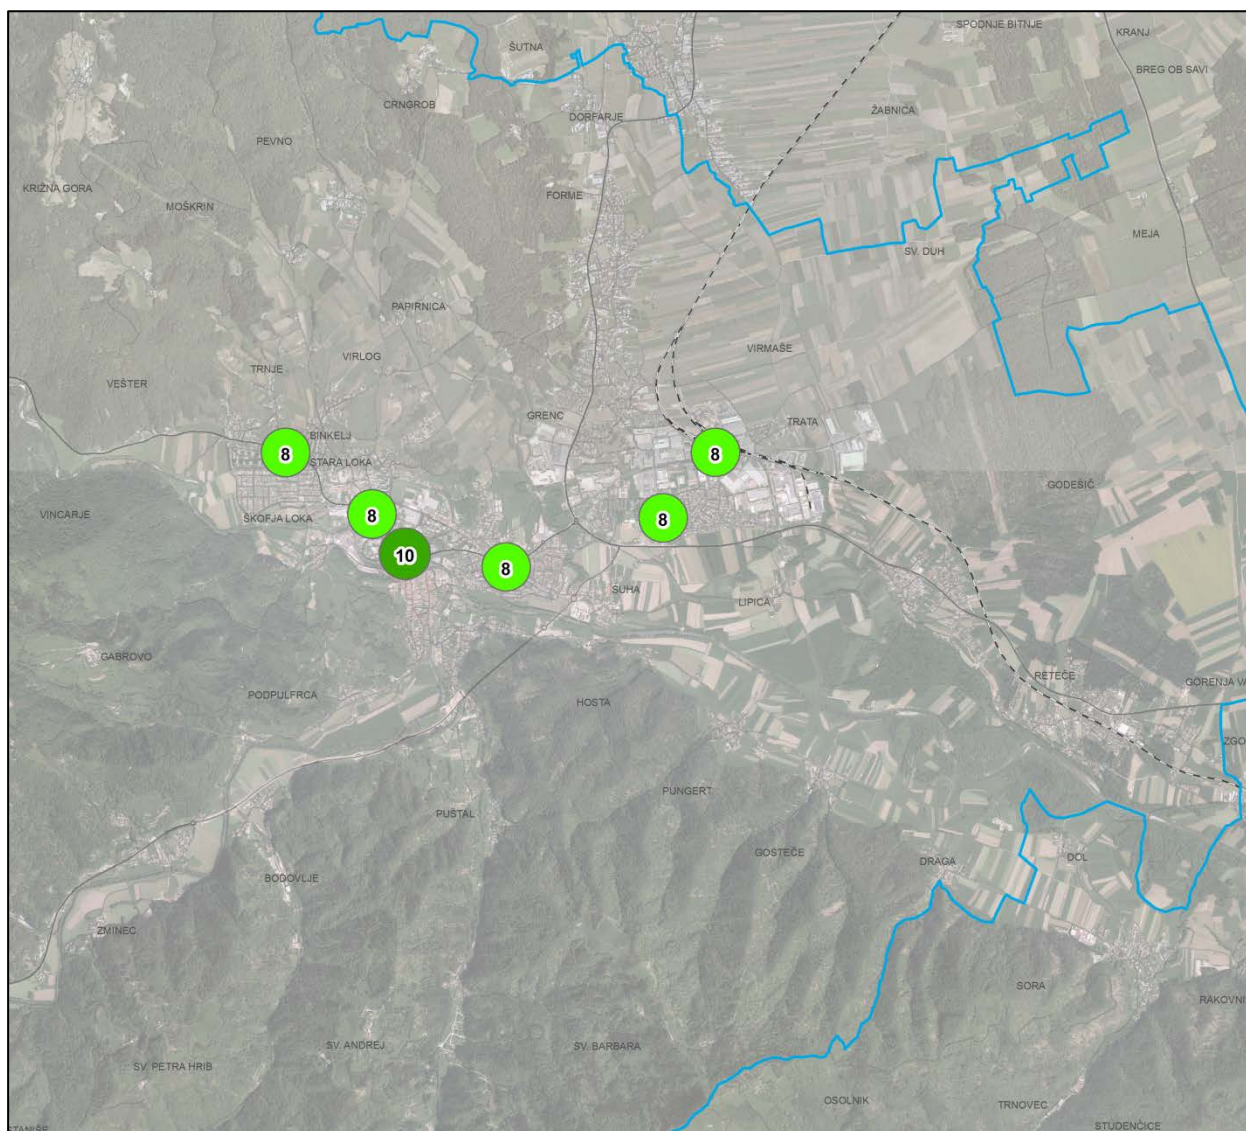 SPODNJE BITNJE
KRANJ
ŠUTNA
BREG OB SAVI
CRNGROB
ŽABNICA
DORFARJE
PEVNO
KRIŽNA GORA
FORME
MOŠKRIN
MEJA
SV. DUH
PAPIRNICA
VIRMAŠE
VIRLOG
TRNJE
VEŠTER
GRENC
TRATA
BINKELJ
8
8
STARA LOKA
GODEŠIČ
VINCARJE
8
ŠKOFJA LOKA
8
10
8
SUHA
LIPICA
GABROVO
RETEČE
PODPULFRCA
GORENJA VA
HOSTA
ZGO
PUNGERT
PUŠTAL
GOSTEČE
DRAGA
DOL
BODOVLJE
ZMINEC
SORA
RAKOVNI
SV. ANDREJ
SV. BARBARA
SV. PETRA HRIB
OSOLNIK
TRNOVEC
STUDENČICE